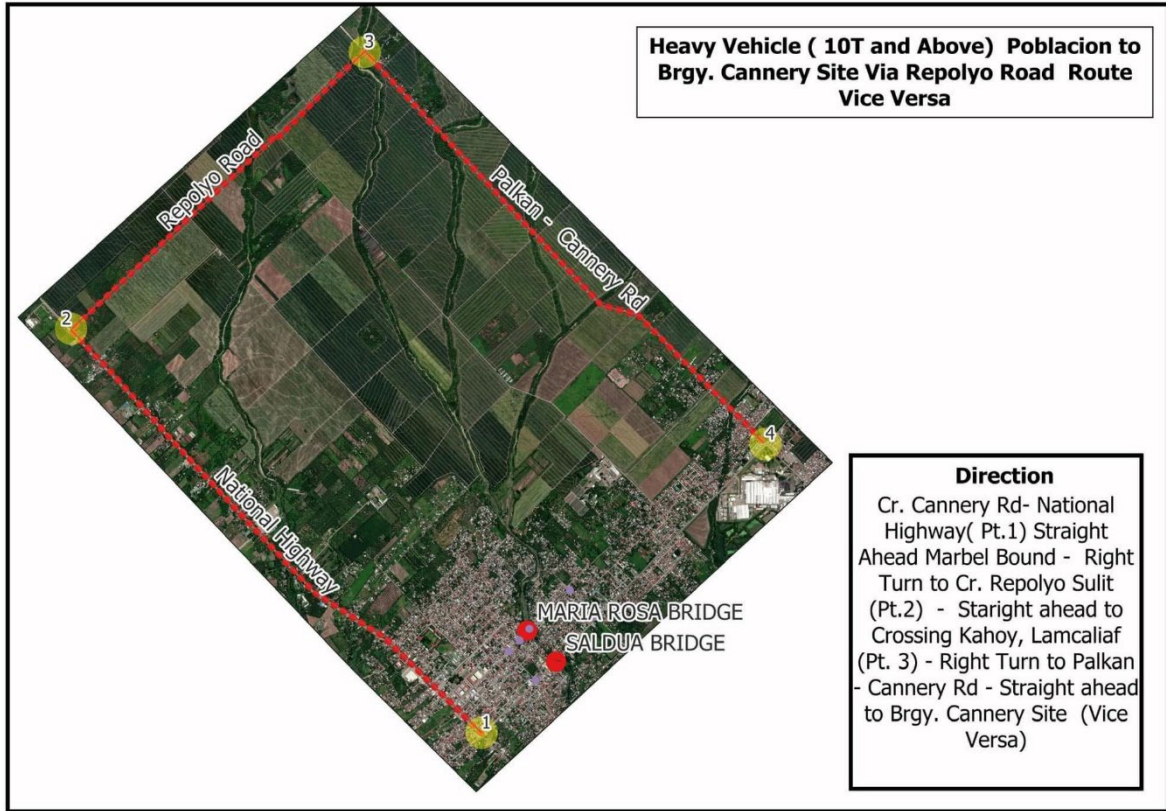 Heavy Vehicle ( 10T and Above) Poblacion to
Brgy. Cannery Site Via Repolyo Road Route
Vice Versa
3
Repolyo Road
Palkan - Cannery Rd
2
4
National Highway
MARIA ROSA BRIDGE
SALDUA BRIDGE
1
Direction
Cr. Cannery Rd- National
Highway( Pt.1) Straight
Ahead Marbel Bound - Right
Turn to Cr. Repolyo Sulit
(Pt.2) - Staright ahead to
Crossing Kahoy, Lamcaliaf
(Pt. 3) - Right Turn to Palkan
- Cannery Rd - Straight ahead
to Brgy. Cannery Site (Vice
Versa)